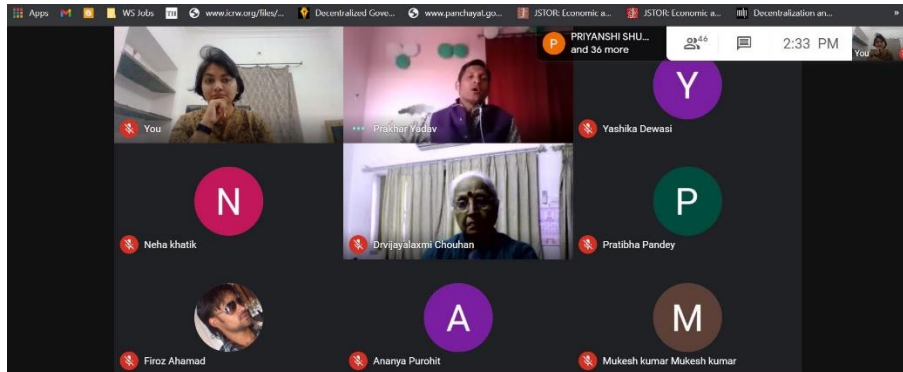 Apps
WS Jobs
TH
www.icrw.org/files/...
Decentralized Gove...
www.panchayat.go...
JSTOR: Economic a...
JSTOR: Economic a...
Decentralization an...
»
P
PRIYANSHI SHU...
and 36 more
46
2:33 PM
You
You
Prakhar Yadav
Y
Yashika Dewasi
N
Neha khatik
Drvijayalaxmi Chouhan
P
Pratibha Pandey
Firoz Ahamad
A
Ananya Purohit
M
Mukesh kumar Mukesh kumar